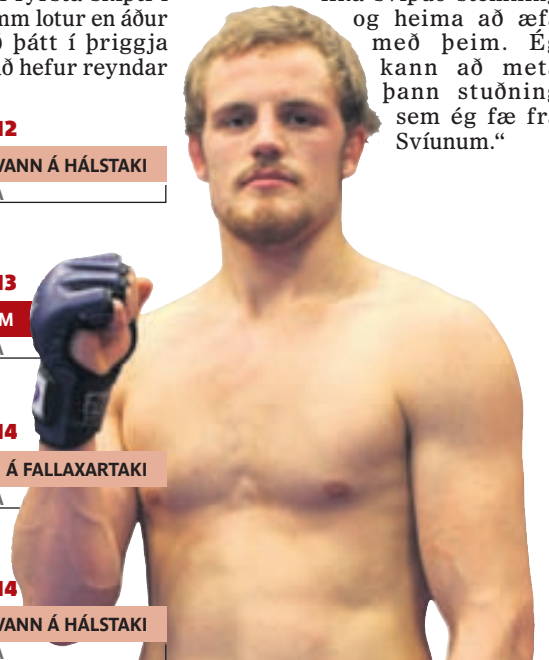 mm lotur en áður
þátt í þriggja
ð hefur reyndar
12
VANN Á HÁLSTAKI
13
M
14
Á FALLAXARTAKI
14
VANN Á HÁLSTAKI
og heima að æfa
með þeim. Ég
kann að meta
þann stuðning
sem ég fæ frá
Svíunum.“